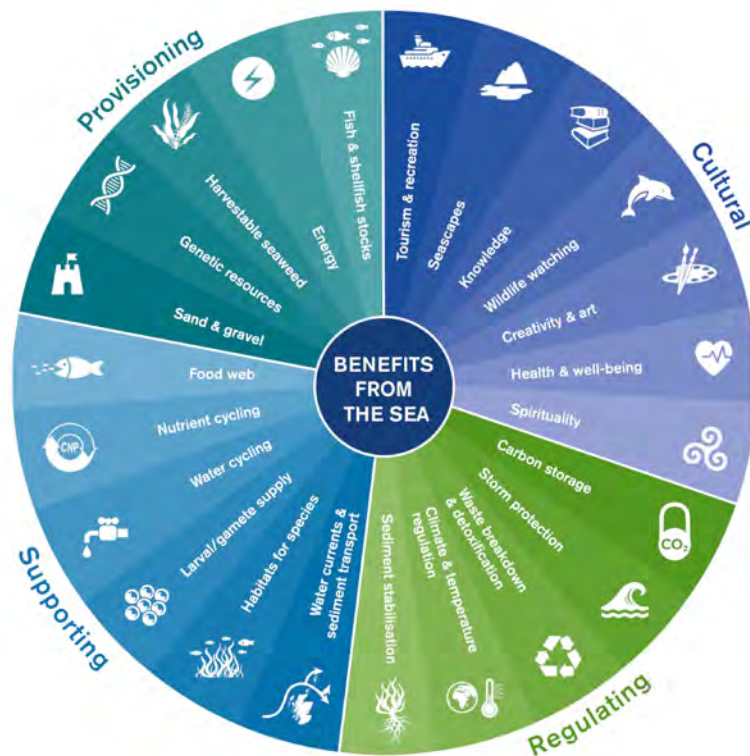 Provisioning
Fish & shellfish stocks
Energy
Harvestable seaweed
Genetic resources
Sand & gravel
Cultural
Tourism & recreation
Seascapes
Knowledge
Wildlife watching
Creativity & art
Health & well-being
Spirituality
BENEFITS
FROM
THE SEA
Supporting
Food web
Nutrient cycling
CNP
Water cycling
Larval/gamete supply
Habitats for species
Water currents &
sediment transport
Regulating
Carbon storage
CO₂
Storm protection
Waste breakdown
& detoxification
Climate & temperature
regulation
Sediment stabilisation